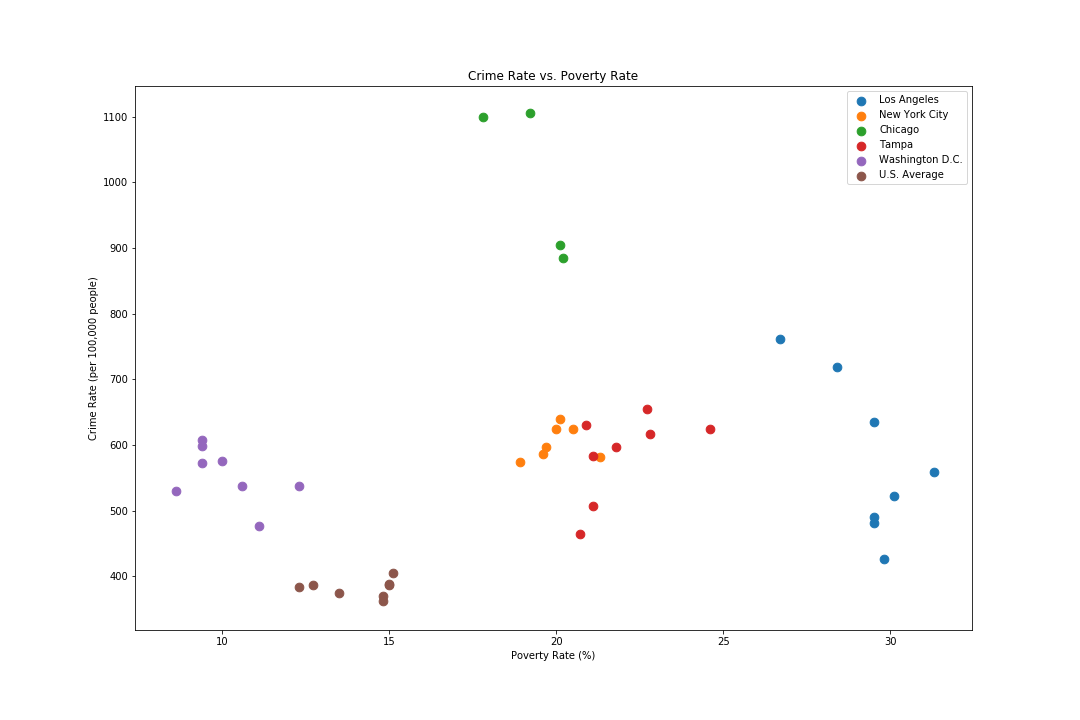 Crime Rate vs. Poverty Rate
Los Angeles
New York City
Chicago
Tampa
Washington D.C.
U.S. Average
1100
1000
900
800
700
600
500
400
Crime Rate (per 100,000 people)
10
15
20
25
30
Poverty Rate (%)